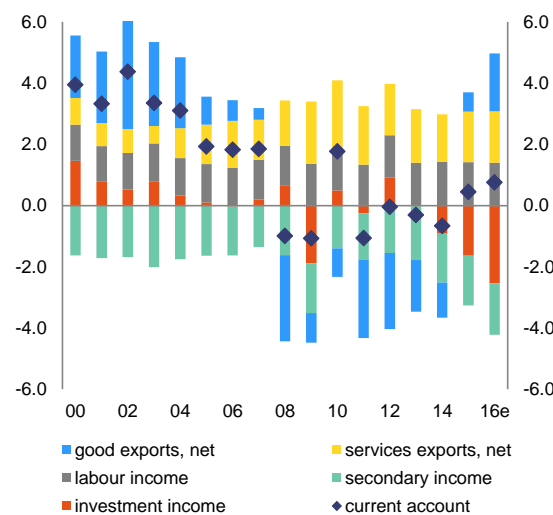 6.0 6.0
4.0 4.0
2.0 2.0
0.0 0.0
-2.0 -2.0
-4.0 -4.0
-6.0 -6.0
00 02 04 06 08 10 12 14 16e
good exports, net services exports, net
labour income secondary income
investment income current account